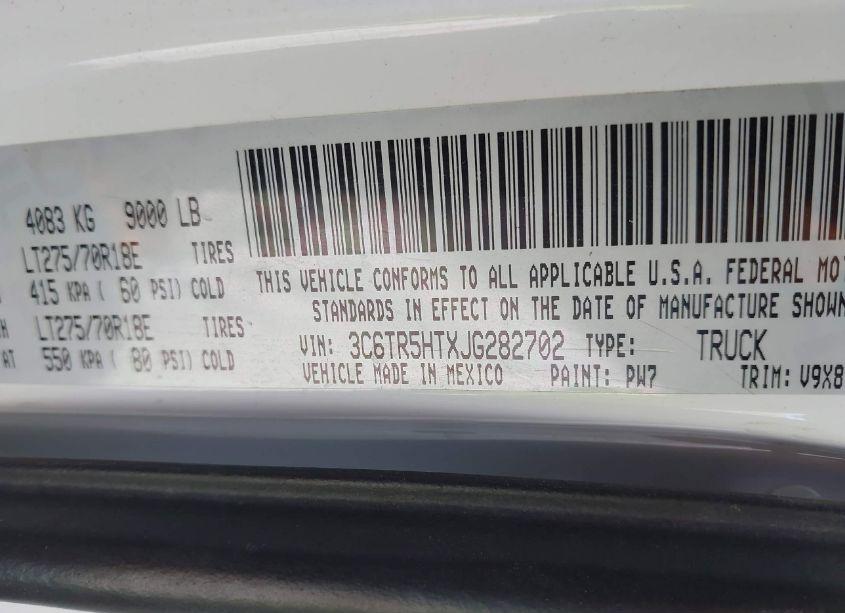 4083 KG 9000 LB
LT275/70R18E TIRES
415 KPA ( 60 PSI) COLD
LT275/70R18E TIRES
AT 550 KPA ( 80 PSI) COLD
THIS VEHICLE CONFORMS TO ALL APPLICABLE U.S.A. FEDERAL MO
STANDARDS IN EFFECT ON THE DATE OF MANUFACTURE SHOWN
VIN: 3C6TR5HTXJG282702 TYPE: TRUCK
VEHICLE MADE IN MEXICO PAINT: PW7 TRIM: V9X8